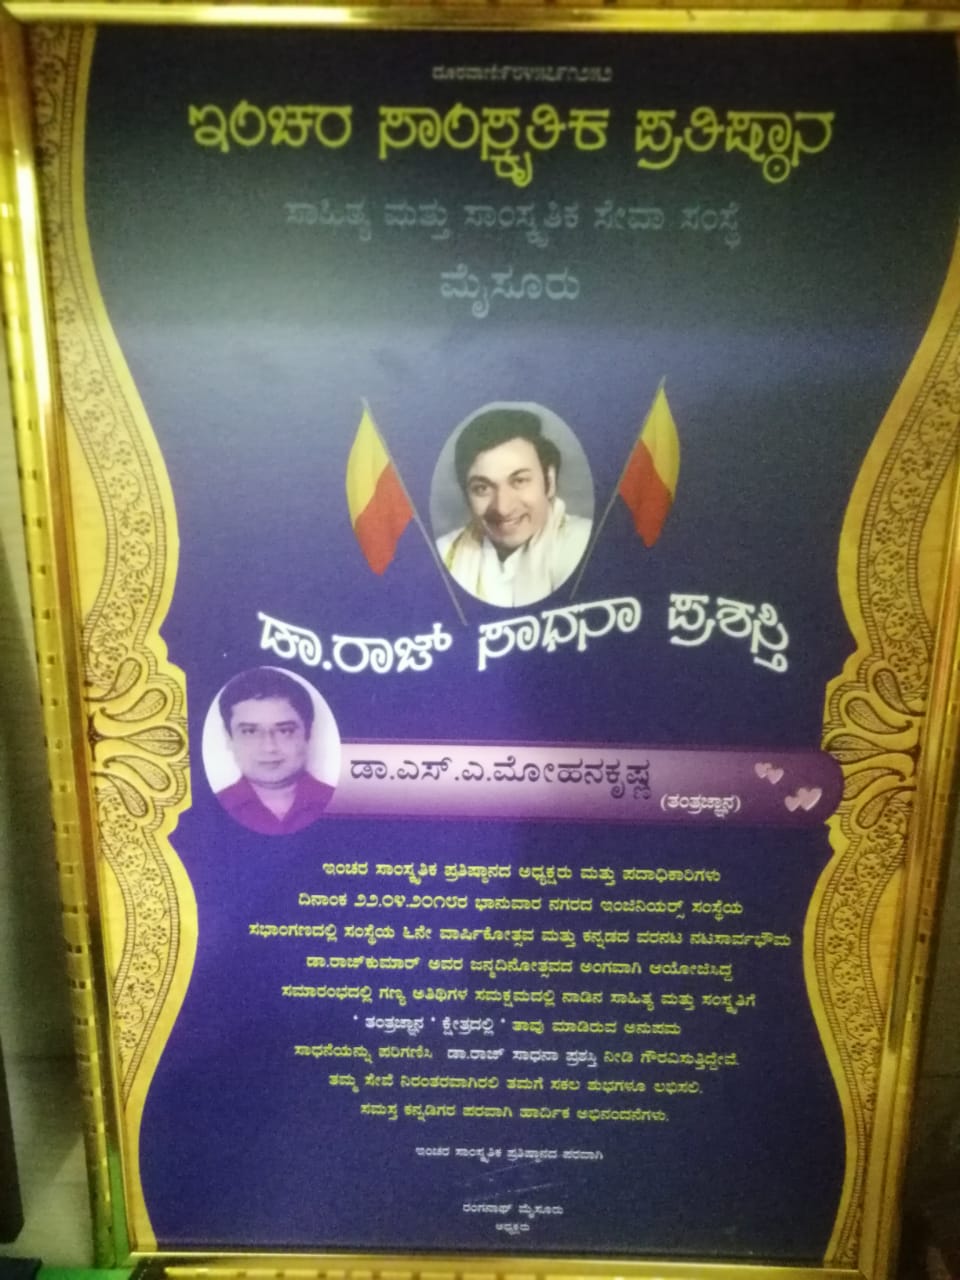 ಇಂಚರ ಸಾಂಸ್ಕೃತಿಕ ಪ್ರತಿಷ್ಠಾನ
ಸಾಹಿತ್ಯ ಮತ್ತು ಸಾಂಸ್ಕೃತಿಕ ಸೇವಾ ಸಂಸ್ಥೆ
ಮೈಸೂರು
ಡಾ.ರಾಜ್ ಸಾಧನಾ ಪ್ರಶಸ್ತಿ
ಡಾ.ಎಸ್.ಎ.ಮೋಹನಕೃಷ್ಣ
(ತಂತ್ರಜ್ಞಾನ)
ಇಂಚರ ಸಾಂಸ್ಕೃತಿಕ ಪ್ರತಿಷ್ಠಾನದ ಅಧ್ಯಕ್ಷರು ಮತ್ತು ಪದಾಧಿಕಾರಿಗಳು
ದಿನಾಂಕ ೨೨.೦೪.೨೦೧೮ರ ಭಾನುವಾರ ನಗರದ ಇಂಜಿನಿಯರ್ಸ್ ಸಂಸ್ಥೆಯ
ಸಭಾಂಗಣದಲ್ಲಿ ಸಂಸ್ಥೆಯ ೬ನೇ ವಾರ್ಷಿಕೋತ್ಸವ ಮತ್ತು ಕನ್ನಡದ ವರನಟ ನಟಸಾರ್ವಭೌಮ
ಡಾ.ರಾಜ್‌ಕುಮಾರ್ ಅವರ ಜನ್ಮದಿನೋತ್ಸವದ ಅಂಗವಾಗಿ ಆಯೋಜಿಸಿದ್ದ
ಸಮಾರಂಭದಲ್ಲಿ ಗಣ್ಯ ಅತಿಥಿಗಳ ಸಮಕ್ಷಮದಲ್ಲಿ ನಾಡಿನ ಸಾಹಿತ್ಯ ಮತ್ತು ಸಂಸ್ಕೃತಿಗೆ
' ತಂತ್ರಜ್ಞಾನ ' ಕ್ಷೇತ್ರದಲ್ಲಿ ' ತಾವು ಮಾಡಿರುವ ಅನುಪಮ
ಸಾಧನೆಯನ್ನು ಪರಿಗಣಿಸಿ ಡಾ.ರಾಜ್ ಸಾಧನಾ ಪ್ರಶಸ್ತಿ ನೀಡಿ ಗೌರವಿಸುತ್ತಿದ್ದೇವೆ.
ತಮ್ಮ ಸೇವೆ ನಿರಂತರವಾಗಿರಲಿ ತಮಗೆ ಸಕಲ ಶುಭಗಳೂ ಲಭಿಸಲಿ.
ಸಮಸ್ತ ಕನ್ನಡಿಗರ ಪರವಾಗಿ ಹಾರ್ದಿಕ ಅಭಿನಂದನೆಗಳು.
ಇಂಚರ ಸಾಂಸ್ಕೃತಿಕ ಪ್ರತಿಷ್ಠಾನದ ಪರವಾಗಿ
ರಂಗನಾಥ್ ಮೈಸೂರು
ಅಧ್ಯಕ್ಷರು